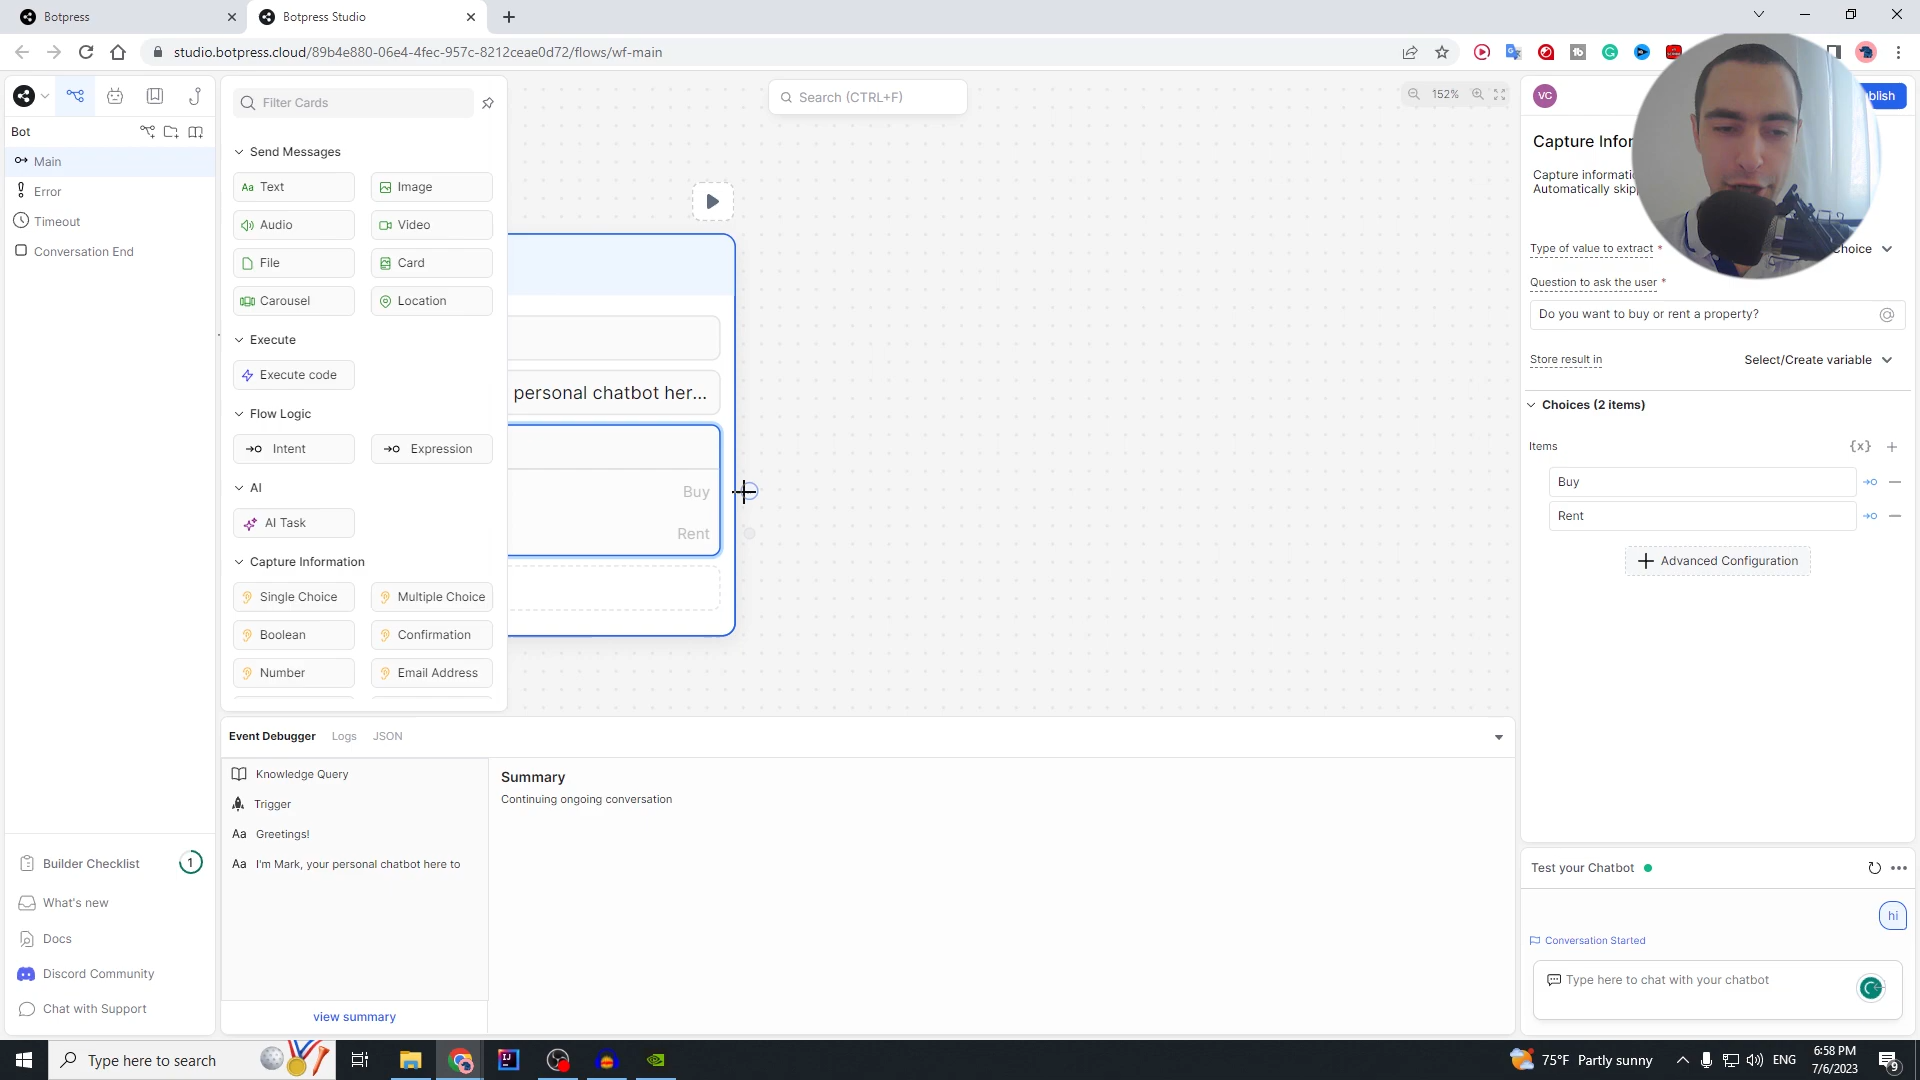 Botpress
Botpress Studio
studio.botpress.cloud/89b4e880-06e4-4fec-957c-8212ceae0d72/flows/wf-main
Bot
Main
Error
Timeout
Conversation End
Builder Checklist
1
What's new
Docs
Discord Community
Chat with Support
Filter Cards
Send Messages
Text
Image
Audio
Video
File
Card
Carousel
Location
Execute
Execute code
Flow Logic
Intent
Expression
AI
AI Task
Capture Information
Single Choice
Multiple Choice
Boolean
Confirmation
Number
Email Address
Search (CTRL+F)
152%
personal chatbot her...
Buy
Rent
Event Debugger
Logs
JSON
Knowledge Query
Trigger
Aa Greetings!
Aa I'm Mark, your personal chatbot here to
view summary
Summary
Continuing ongoing conversation
VC
blish
Capture Infor
Capture informati
Automatically skip
Type of value to extract *
Choice
Question to ask the user *
Do you want to buy or rent a property?
Store result in
Select/Create variable
Choices (2 items)
Items
{x}
Buy
Rent
Advanced Configuration
Test your Chatbot
hi
Conversation Started
Type here to chat with your chatbot
Type here to search
75°F Partly sunny
ENG
6:58 PM
7/6/2023
9